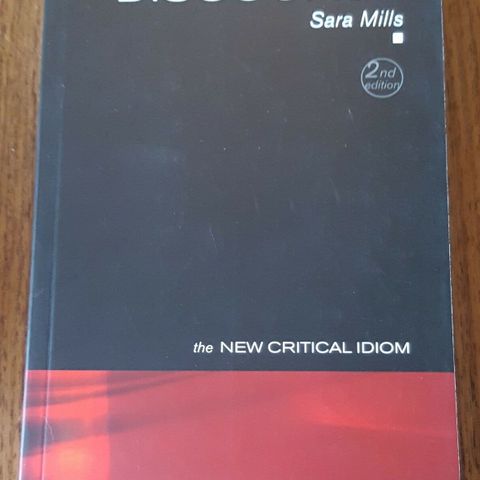 Sara Mills
2nd
edition
the NEW CRITICAL IDIOM